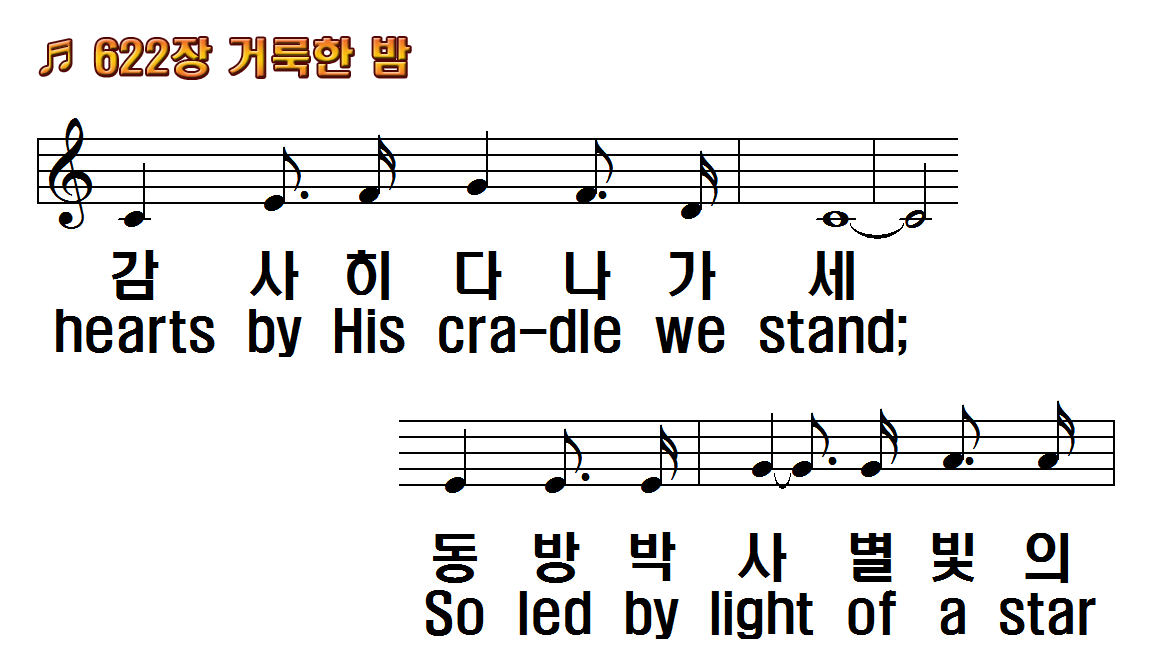 ♬ 622장 거룩한 밤
감 사 히 다 나 가 세
hearts by His cra-dle we stand;
동 방 박 사 별 빛 의
So led by light of a star